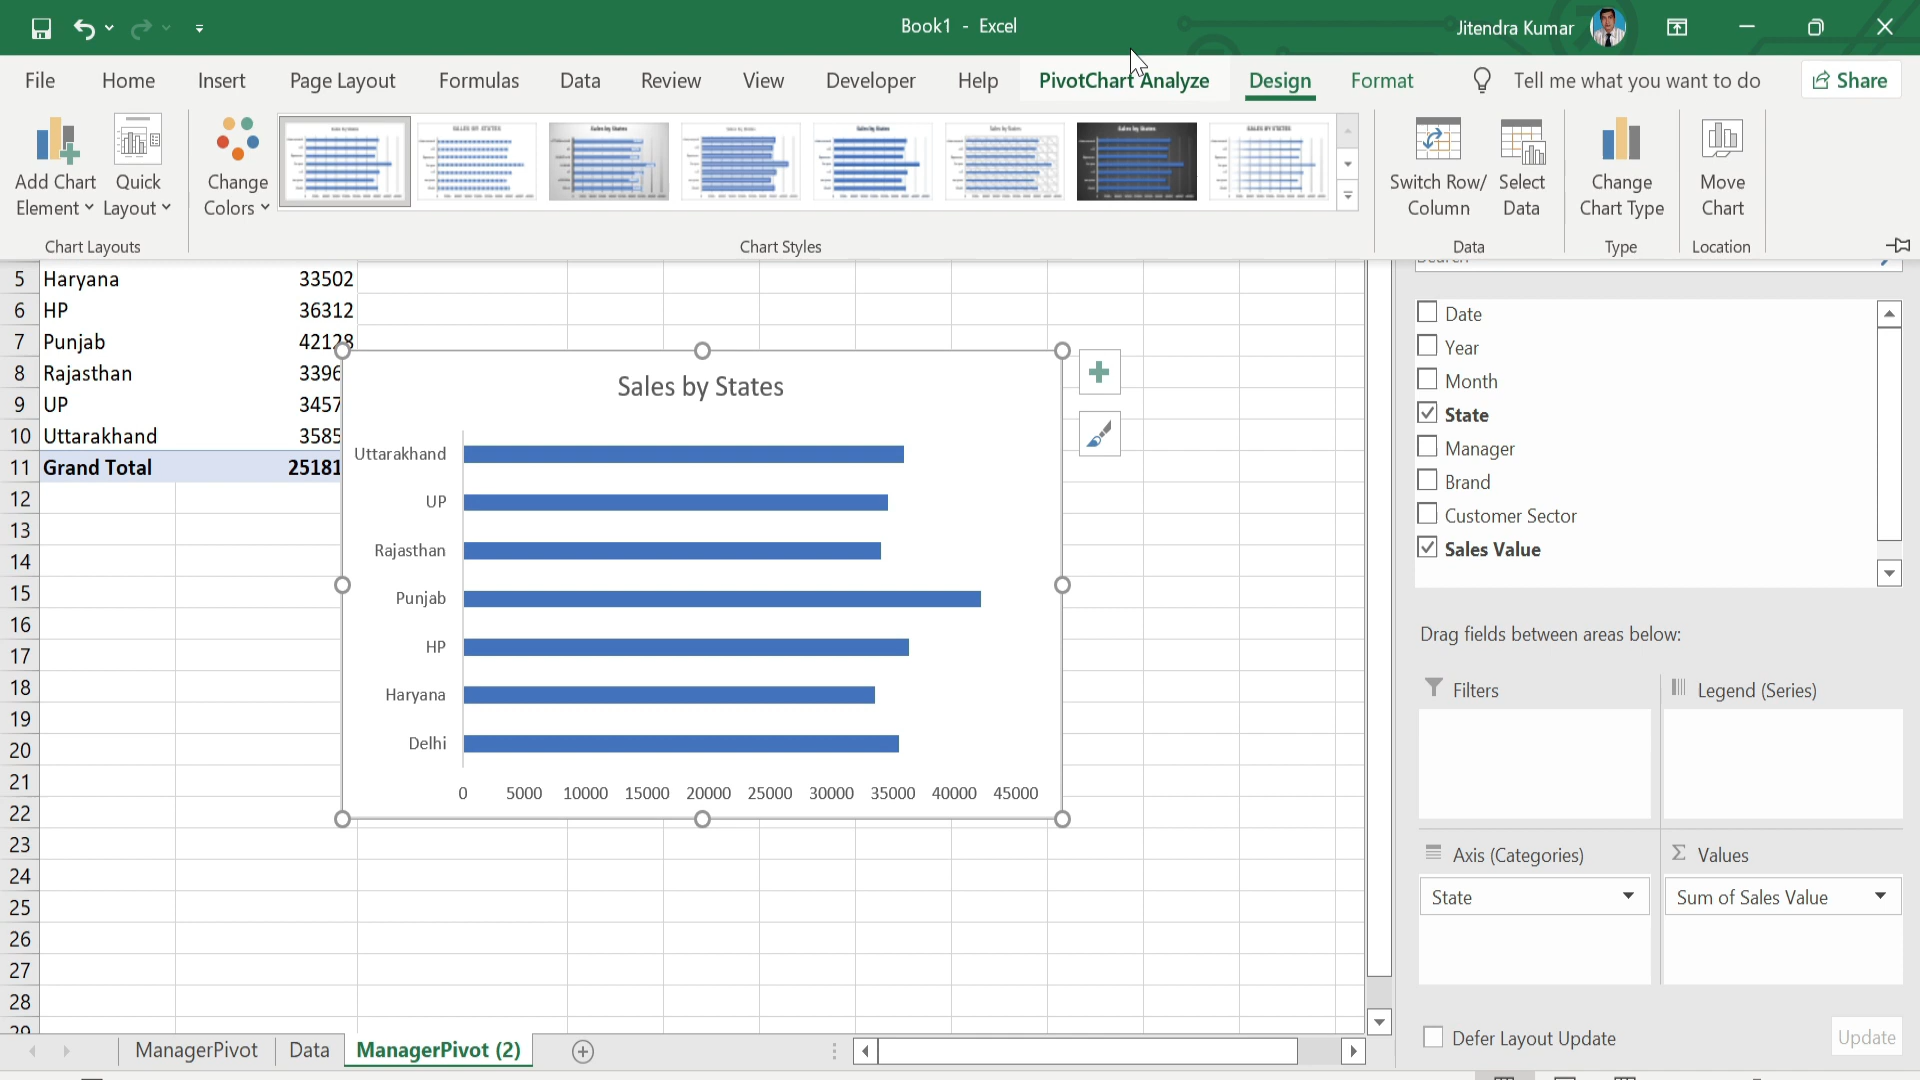 Book1 - Excel
Jitendra Kumar
File Home Insert Page Layout Formulas Data Review View Developer Help PivotChart Analyze Design Format Tell me what you want to do Share
Add Chart Element
Quick Layout
Change Colors
Switch Row/ Column
Select Data
Change Chart Type
Move Chart
Chart Layouts
Chart Styles
Data
Type
Location
5 Haryana 33502
6 HP 36312
7 Punjab 42128
8 Rajasthan 3396
9 UP 3457
10 Uttarakhand 3585
11 Grand Total 25181
12
13
14
15
16
17
18
19
20
21
22
23
24
25
26
27
28
29
Sales by States
Uttarakhand
UP
Rajasthan
Punjab
HP
Haryana
Delhi
0 5000 10000 15000 20000 25000 30000 35000 40000 45000
Search
Date
Year
Month
State
Manager
Brand
Customer Sector
Sales Value
Drag fields between areas below:
Filters
Legend (Series)
Axis (Categories)
Σ Values
State
Sum of Sales Value
Defer Layout Update
Update
ManagerPivot Data ManagerPivot (2)